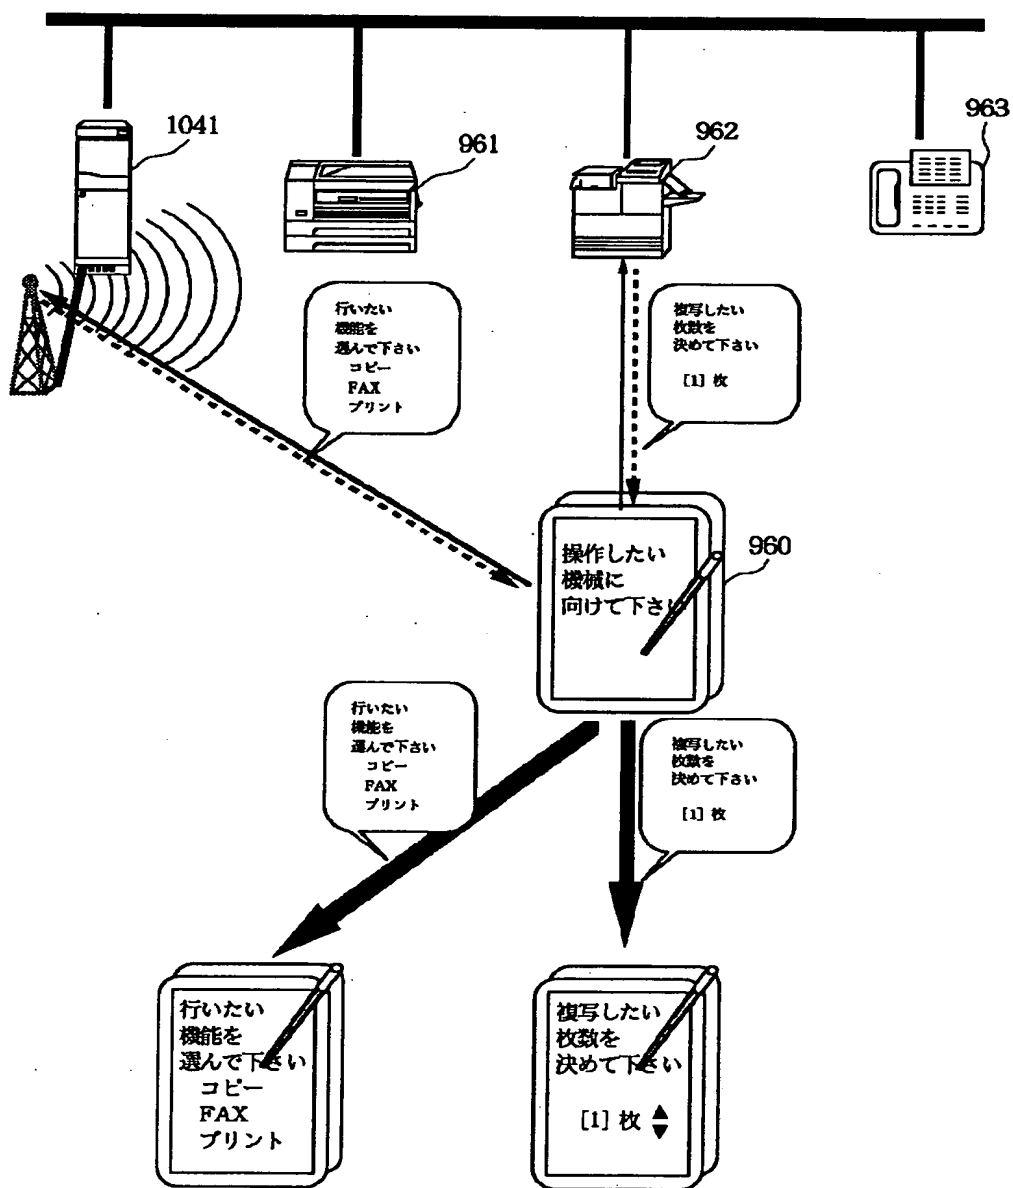 1041
961
962
963
行いたい
機能を
選んで下さい
コピー
FAX
プリント
複写したい
枚数を
決めて下さい
[1] 枚
操作したい
機械に
向けて下さい
960
行いたい
機能を
選んで下さい
コピー
FAX
プリント
複写したい
枚数を
決めて下さい
[1] 枚
行いたい
機能を
選んで下さい
コピー
FAX
プリント
複写したい
枚数を
決めて下さい
[1] 枚